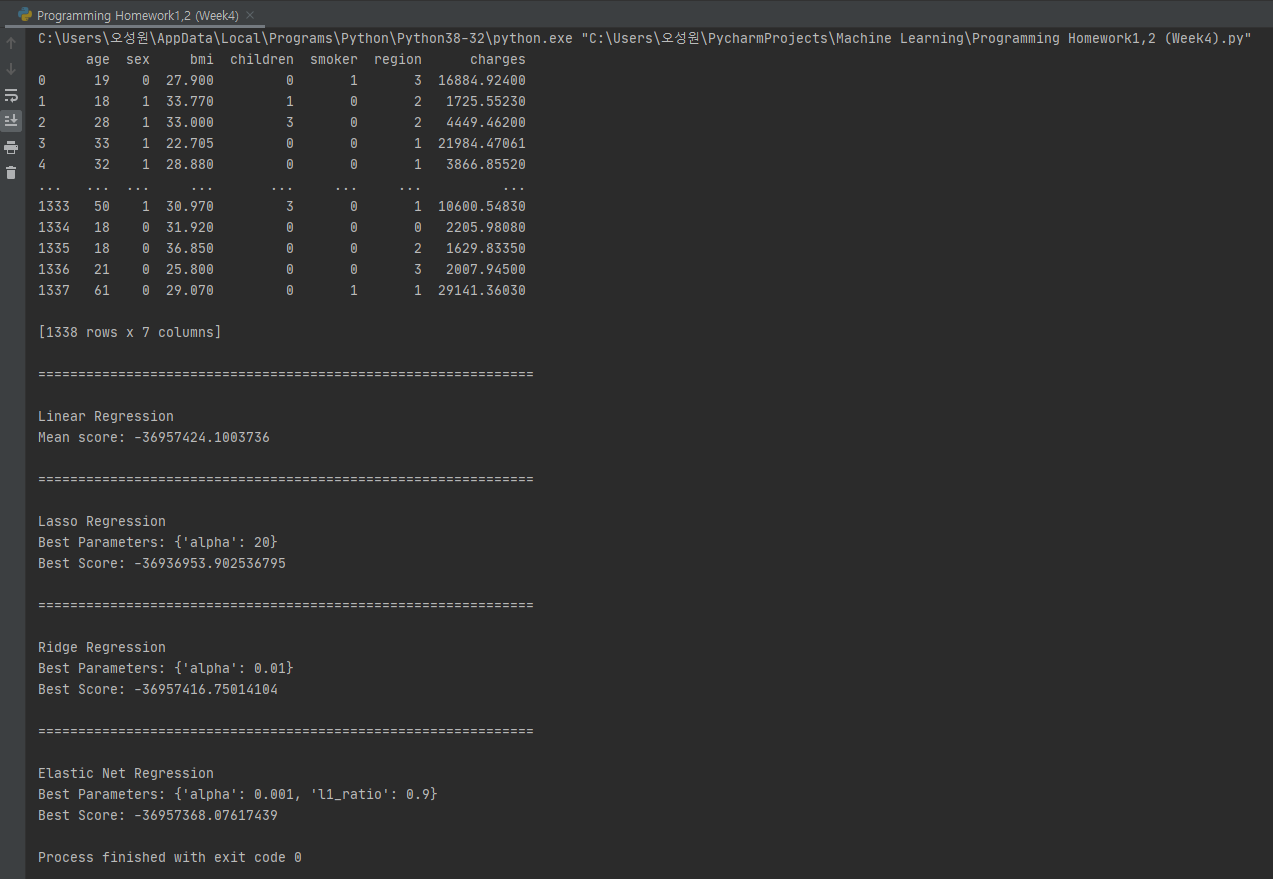 Programming Homework1,2 (Week4)
C:\Users\오성원\AppData\Local\Programs\Python\Python38-32\python.exe "C:\Users\오성원\PycharmProjects\Machine Learning\Programming Homework1,2 (Week4).py"
      age  sex     bmi  children  smoker  region      charges
0      19    0  27.900         0       1       3  16884.92400
1      18    1  33.770         1       0       2   1725.55230
2      28    1  33.000         3       0       2   4449.46200
3      33    1  22.705         0       0       1  21984.47061
4      32    1  28.880         0       0       1   3866.85520
...   ...  ...     ...       ...     ...     ...          ...
1333   50    1  30.970         3       0       1  10600.54830
1334   18    0  31.920         0       0       0   2205.98080
1335   18    0  36.850         0       0       2   1629.83350
1336   21    0  25.800         0       0       3   2007.94500
1337   61    0  29.070         0       1       1  29141.36030
[1338 rows x 7 columns]
==============================================================
Linear Regression
Mean score: -36957424.1003736
==============================================================
Lasso Regression
Best Parameters: {'alpha': 20}
Best Score: -36936953.902536795
==============================================================
Ridge Regression
Best Parameters: {'alpha': 0.01}
Best Score: -36957416.75014104
==============================================================
Elastic Net Regression
Best Parameters: {'alpha': 0.001, 'l1_ratio': 0.9}
Best Score: -36957368.07617439
Process finished with exit code 0